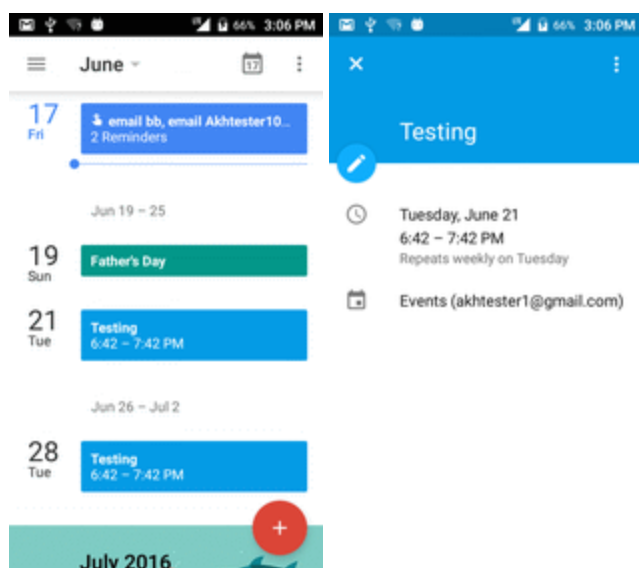 66% 3:06 PM
June
17
17
Fri
email bb, email Akhtester10...
2 Reminders
Jun 19 – 25
19
Sun
Father's Day
21
Tue
Testing
6:42 – 7:42 PM
Jun 26 – Jul 2
28
Tue
Testing
6:42 – 7:42 PM
+
July 2016
66% 3:06 PM
Testing
Tuesday, June 21
6:42 – 7:42 PM
Repeats weekly on Tuesday
Events (akhtester1@gmail.com)